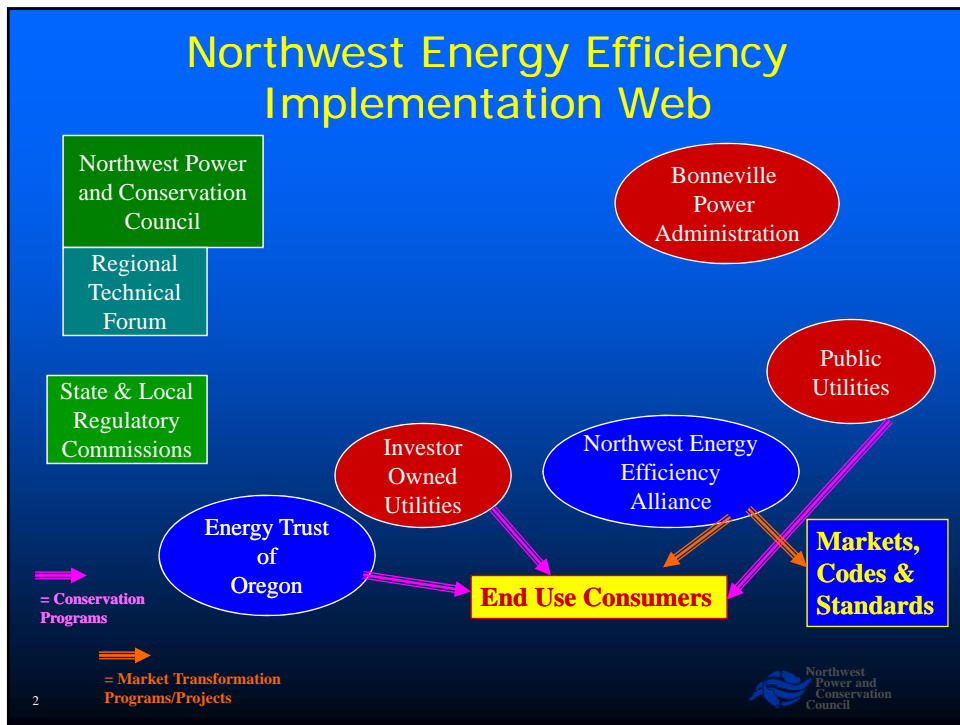 Northwest Energy Efficiency
Implementation Web
Northwest Power
and Conservation
Council
Bonneville
Power
Administration
Regional
Technical
Forum
Public
Utilities
State & Local
Regulatory
Commissions
Investor
Owned
Utilities
Northwest Energy
Efficiency
Alliance
Energy Trust
of
Oregon
Markets,
Codes &
Standards
End Use Consumers
= Conservation
Programs
= Market Transformation
Programs/Projects
2
Northwest
Power and
Conservation
Council